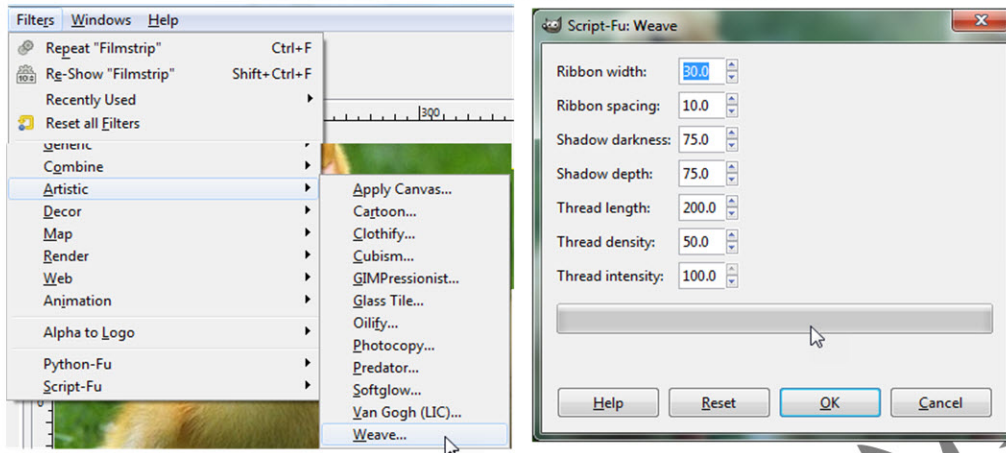 Filters Windows Help
Repeat "Filmstrip" Ctrl+F
Re-Show "Filmstrip" Shift+Ctrl+F
Recently Used
Reset all Filters
300
Generic
Combine
Artistic
Decor
Map
Render
Web
Animation
Alpha to Logo
Python-Fu
Script-Fu
Apply Canvas...
Cartoon...
Clothify...
Cubism...
GIMPressionist...
Glass Tile...
Oilify...
Photocopy...
Predator...
Softglow...
Van Gogh (LIC)...
Weave...
Script-Fu: Weave
Ribbon width: 30.0
Ribbon spacing: 10.0
Shadow darkness: 75.0
Shadow depth: 75.0
Thread length: 200.0
Thread density: 50.0
Thread intensity: 100.0
Help Reset OK Cancel